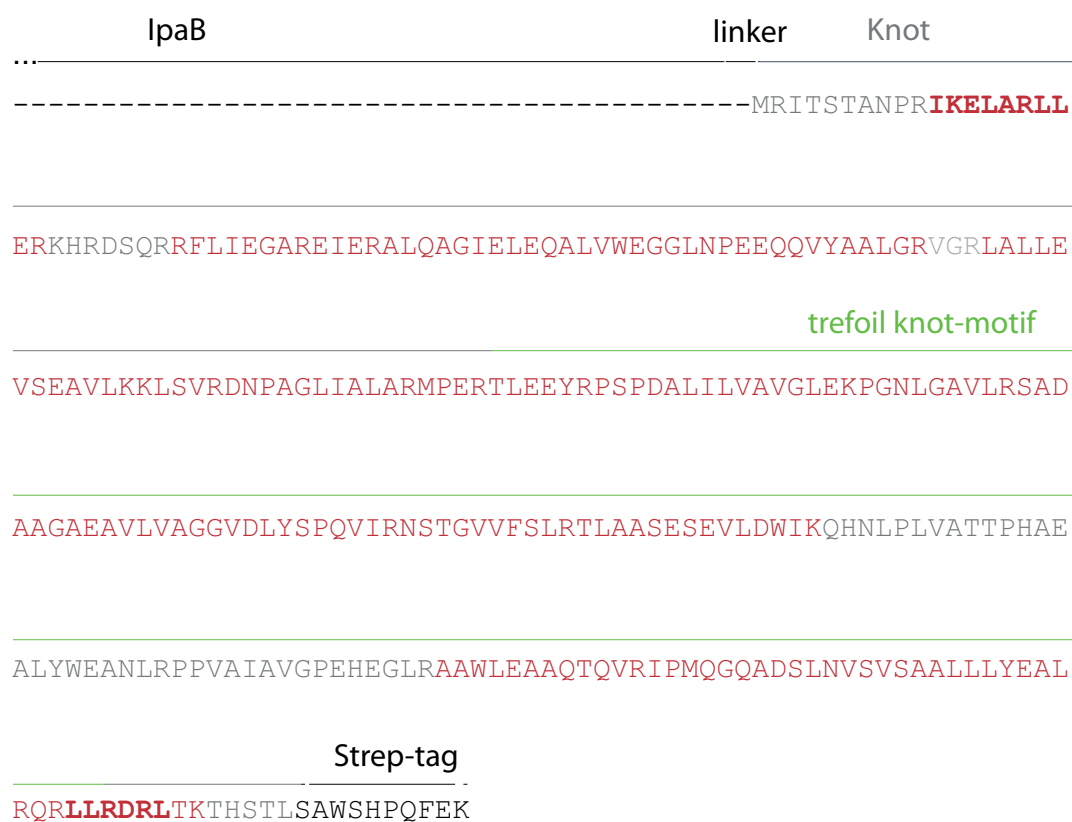 IpaB linker Knot
...
------------------------------------------MRITSTANPRIKELARLL
ERKHRDSQRRFLIEGAREIERALQAGIELEQALVWEGGLNPEEQQVYAALGRVGRLALLE
trefoil knot-motif
VSEAVLKKLSVRDNPAGLIALARMPERTLEEYRPSPDALILVAVGLEKPGNLGAVLRSAD
AAGAEAVLVAGGVDLYSPQVIRNSTGVVFSLRTLAASESEVLDWIKQHNLPLVATTPHAE
ALYWEANLRPPVAIAVGPEHEGLRAAWLEAAQTQVRIPMQGQADSLNVSVSAALLLYEAL
Strep-tag
RQRLLRDRLTKTHSTLSAWSHPQFEK